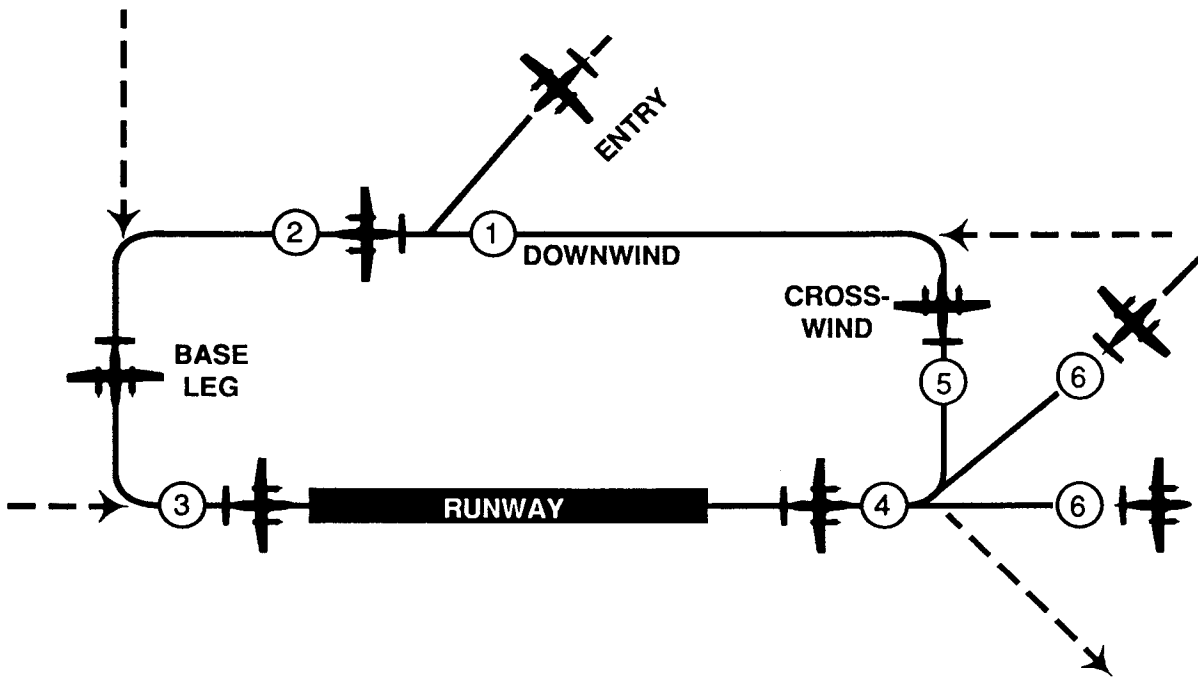 ENTRY
2
1
DOWNWIND
CROSS-
WIND
BASE
LEG
5
6
3
RUNWAY
4
6